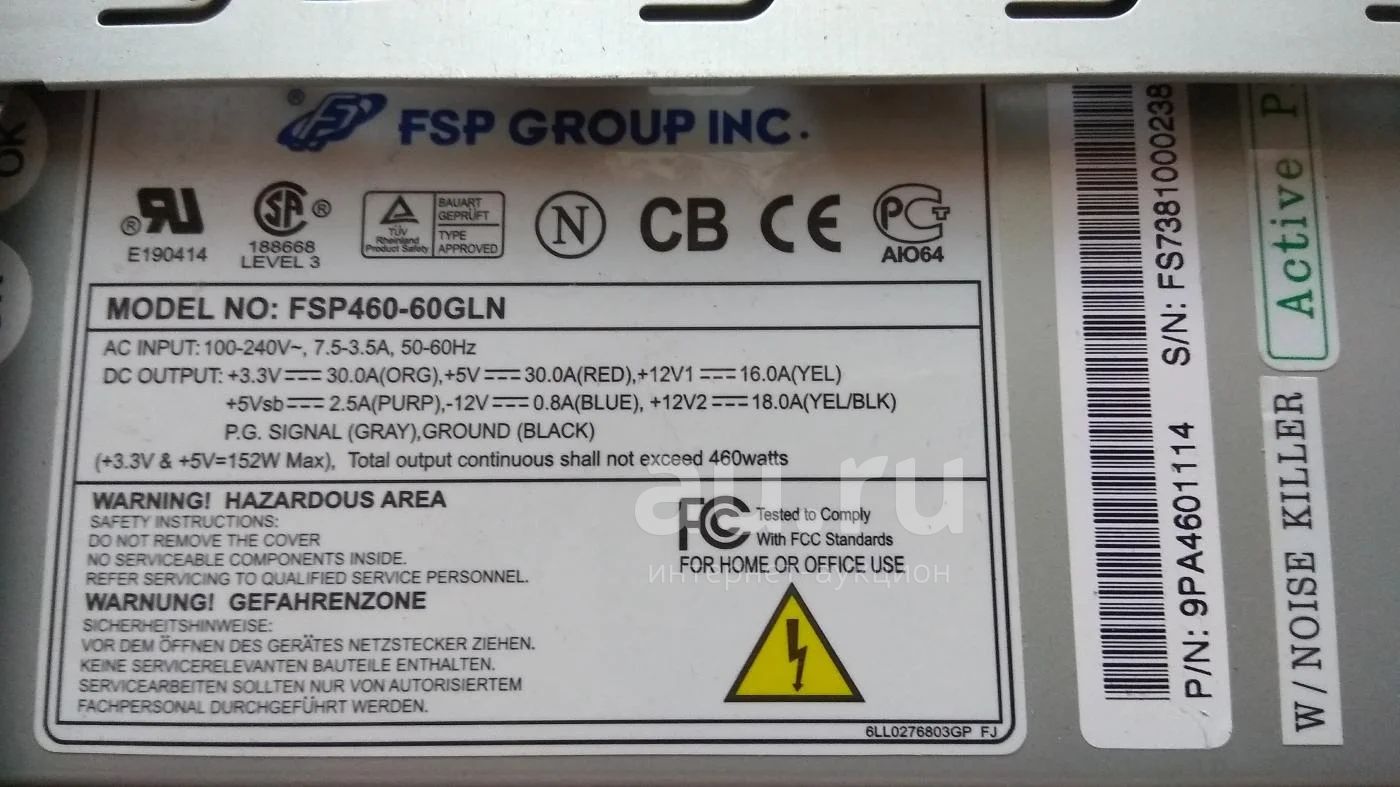 FSP GROUP INC.
®
E190414
188668
LEVEL 3
TÜV
Rheinland
Product Safety
BAUART
GEPRÜFT
TYPE
APPROVED
N
CB
CE
АЮ64
MODEL NO: FSP460-60GLN
AC INPUT: 100-240V~, 7.5-3.5A, 50-60Hz
DC OUTPUT: +3.3V⎓30.0A(ORG),+5V⎓30.0A(RED),+12V1⎓16.0A(YEL)
+5Vsb⎓2.5A(PURP),-12V⎓0.8A(BLUE), +12V2⎓18.0A(YEL/BLK)
P.G. SIGNAL (GRAY),GROUND (BLACK)
(+3.3V & +5V=152W Max), Total output continuous shall not exceed 460watts
WARNING! HAZARDOUS AREA
SAFETY INSTRUCTIONS:
DO NOT REMOVE THE COVER
NO SERVICEABLE COMPONENTS INSIDE.
REFER SERVICING TO QUALIFIED SERVICE PERSONNEL.
WARNUNG! GEFAHRENZONE
SICHERHEITSHINWEISE:
VOR DEM ÖFFNEN DES GERÄTES NETZSTECKER ZIEHEN.
KEINE SERVICERELEVANTEN BAUTEILE ENTHALTEN.
SERVICEARBEITEN SOLLTEN NUR VON AUTORISIERTEM
FACHPERSONAL DURCHGEFÜHRT WERDEN.
FC
Tested to Comply
With FCC Standards
FOR HOME OR OFFICE USE
au.ru
интернет-аукцион
6LL0276803GP FJ
S/N: FS7381000238
P/N: 9PA4601114
Active P
W/NOISE KILLER
OK